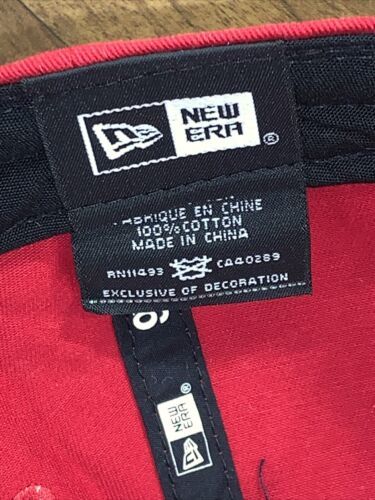 NEW
ERA
®
FABRIQUE EN CHINE
100% COTTON
MADE IN CHINA
RN11493 CA40289
EXCLUSIVE OF DECORATION
NEW
ERA
®